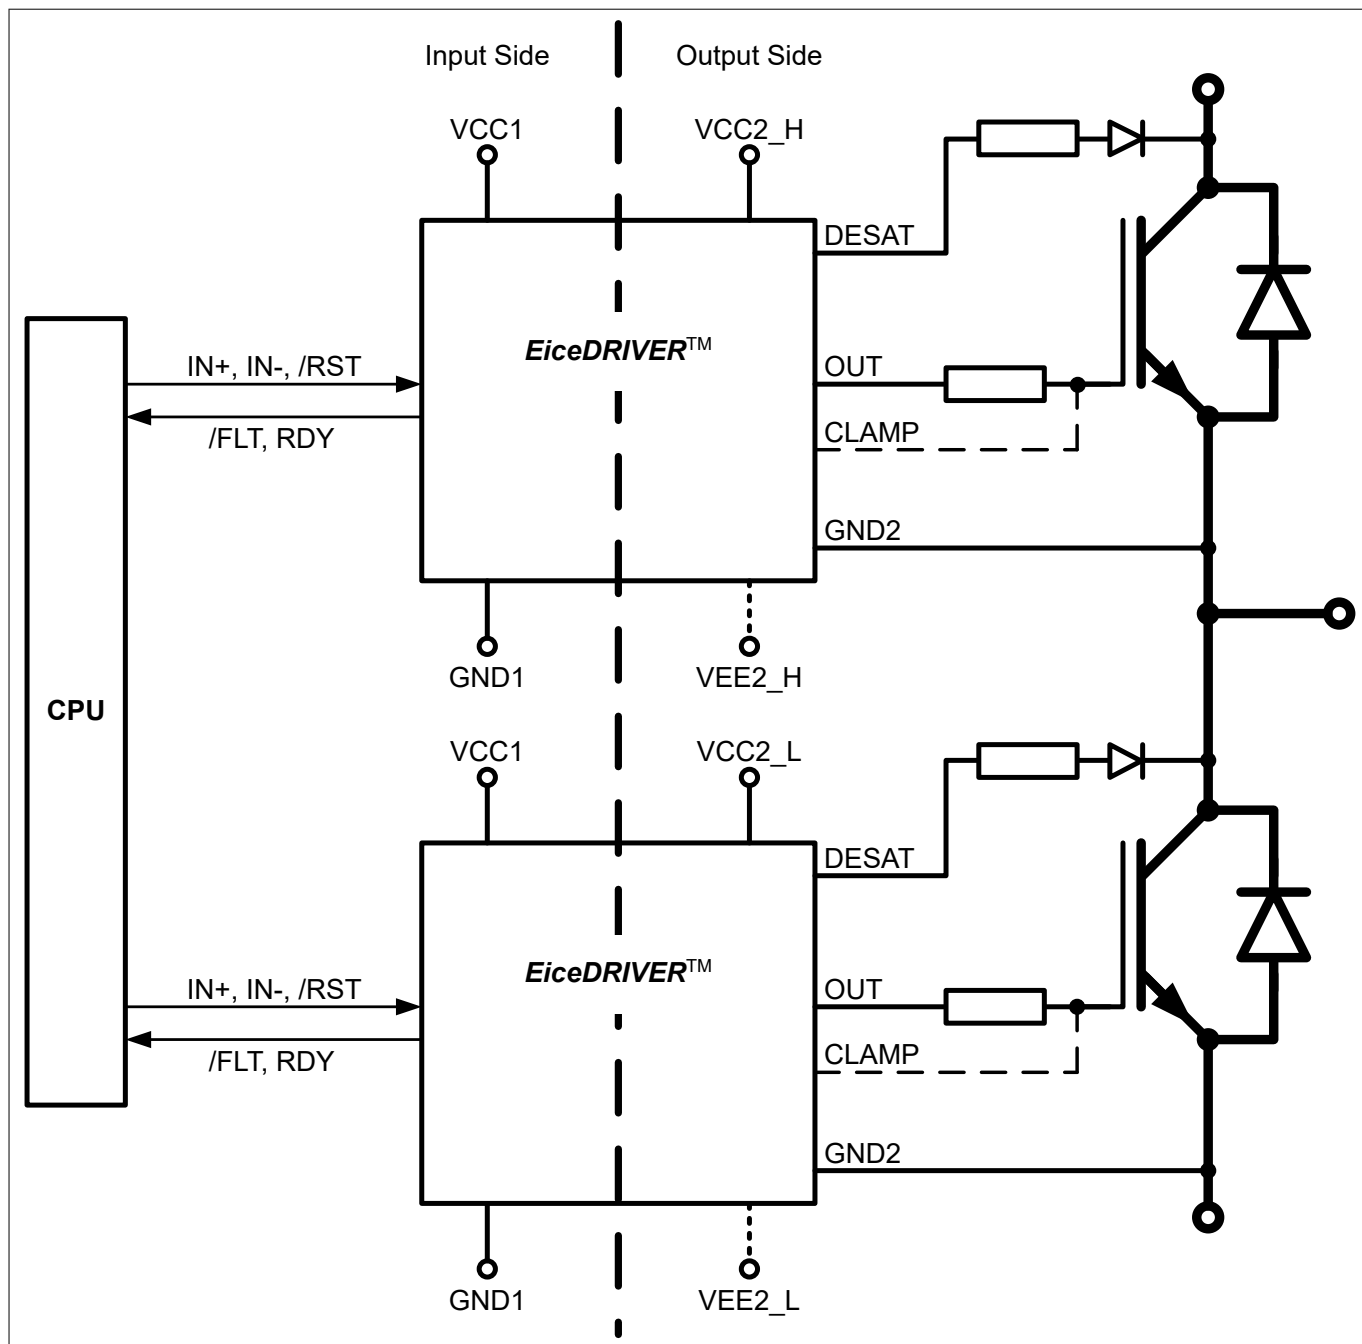 Input Side
Output Side
VCC1
VCC2_H
DESAT
EiceDRIVER™
IN+, IN-, /RST
OUT
/FLT, RDY
CLAMP
GND2
GND1
VEE2_H
CPU
VCC1
VCC2_L
DESAT
EiceDRIVER™
IN+, IN-, /RST
OUT
/FLT, RDY
CLAMP
GND2
GND1
VEE2_L